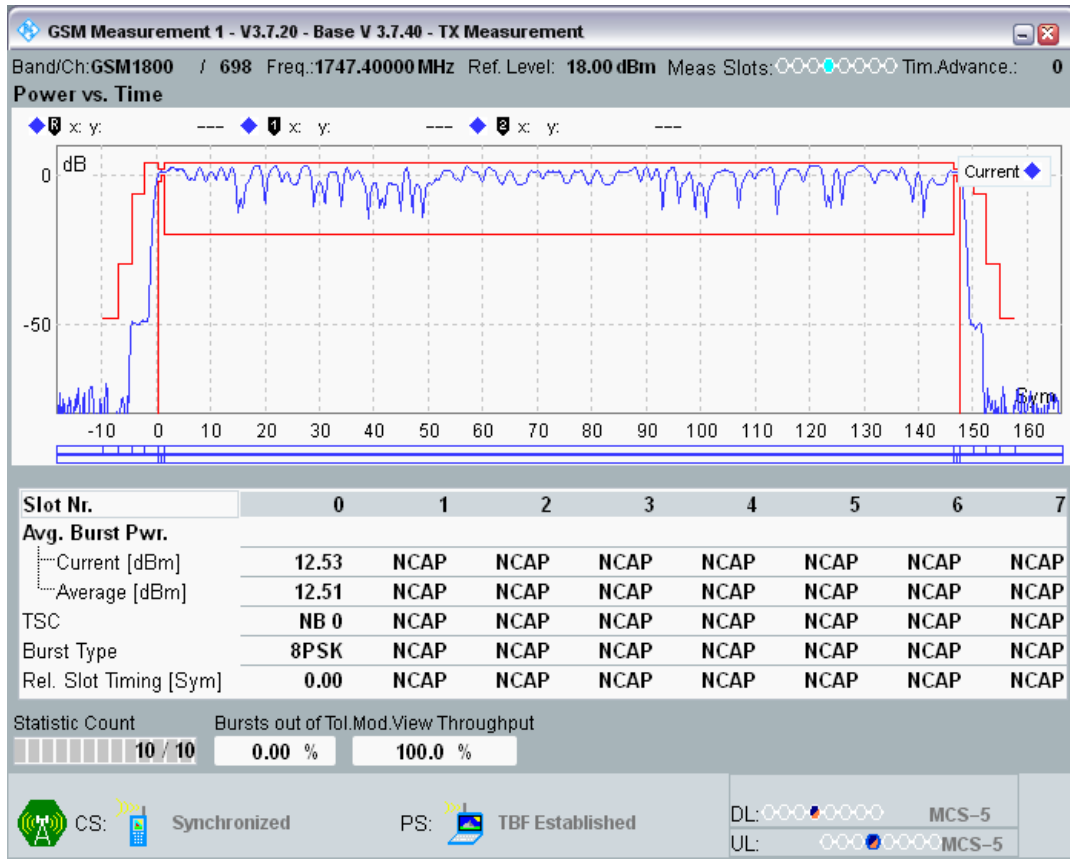 GSM Measurement 1 - V3.7.20 - Base V 3.7.40 - TX Measurement
Band/Ch:GSM1800 / 698 Freq.:1747.40000 MHz Ref. Level: 18.00 dBm Meas Slots: Tim.Advance.: 0
Power vs. Time
R x: y: --- 1 x: y: --- 2 x: y: ---
dB
0
Current
-50
Sym
-10 0 10 20 30 40 50 60 70 80 90 100 110 120 130 140 150 160
Slot Nr. 0 1 2 3 4 5 6 7
Avg. Burst Pwr.
Current [dBm] 12.53 NCAP NCAP NCAP NCAP NCAP NCAP NCAP
Average [dBm] 12.51 NCAP NCAP NCAP NCAP NCAP NCAP NCAP
TSC NB 0 NCAP NCAP NCAP NCAP NCAP NCAP NCAP
Burst Type 8PSK NCAP NCAP NCAP NCAP NCAP NCAP NCAP
Rel. Slot Timing [Sym] 0.00 NCAP NCAP NCAP NCAP NCAP NCAP NCAP
Statistic Count Bursts out of Tol. Mod.View Throughput
10 / 10 0.00 % 100.0 %
CS: Synchronized PS: TBF Established
DL: MCS-5
UL: MCS-5